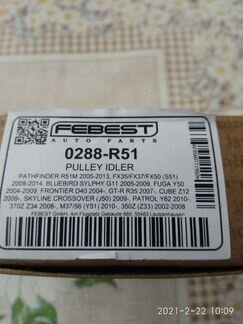 FEBEST
AUTO PARTS
0288-R51
PULLEY IDLER
PATHFINDER R51M 2005-2013, FX35/FX37/FX50 (S51)
2008-2014, BLUEBIRD SYLPHY G11 2005-2009, FUGA Y50
2004-2009, FRONTIER D40 2004-, GT-R R35 2007-, CUBE Z12
2009-, SKYLINE CROSSOVER (J50) 2009-, PATROL Y62 2010-,
370Z Z34 2008-, M37/56 (Y51) 2010-, 350Z (Z33) 2002-2008
FEBEST GmbH, Am Flugplatz Gebäude 860, 55483 Lautzenhausen
2021-2-22 10:09